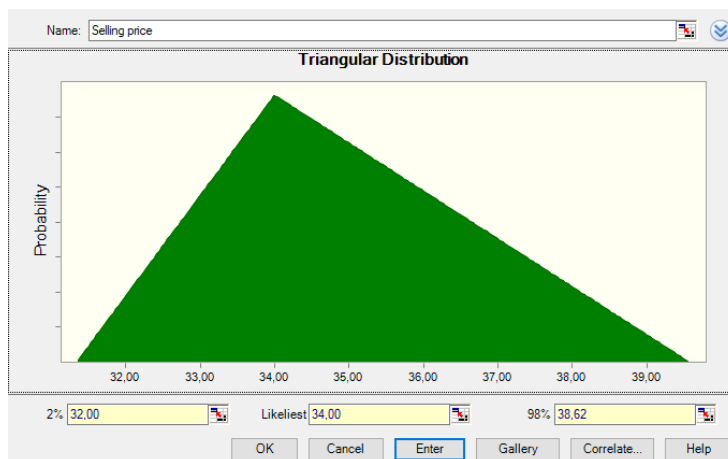 Name: Selling price
Triangular Distribution
Probability
32,00 33,00 34,00 35,00 36,00 37,00 38,00 39,00
2% 32,00 Likeliest 34,00 98% 38,62
OK Cancel Enter Gallery Correlate... Help